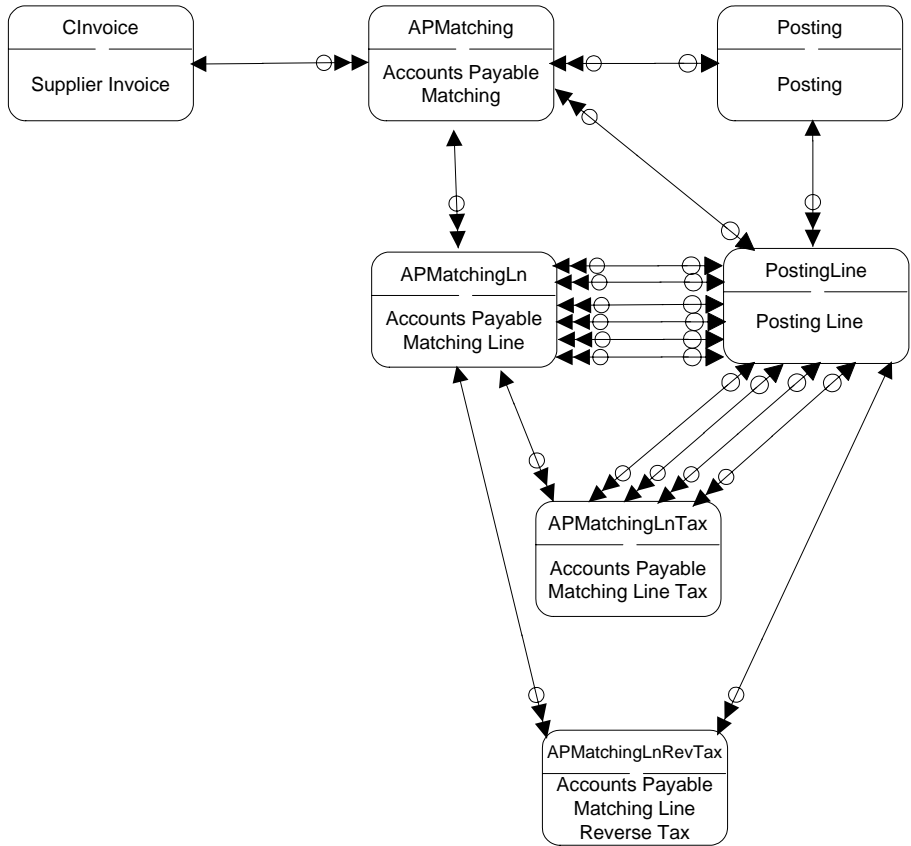 CInvoice
Supplier Invoice
APMatching
Accounts Payable
Matching
Posting
Posting
APMatchingLn
Accounts Payable
Matching Line
PostingLine
Posting Line
APMatchingLnTax
Accounts Payable
Matching Line Tax
APMatchingLnRevTax
Accounts Payable
Matching Line
Reverse Tax